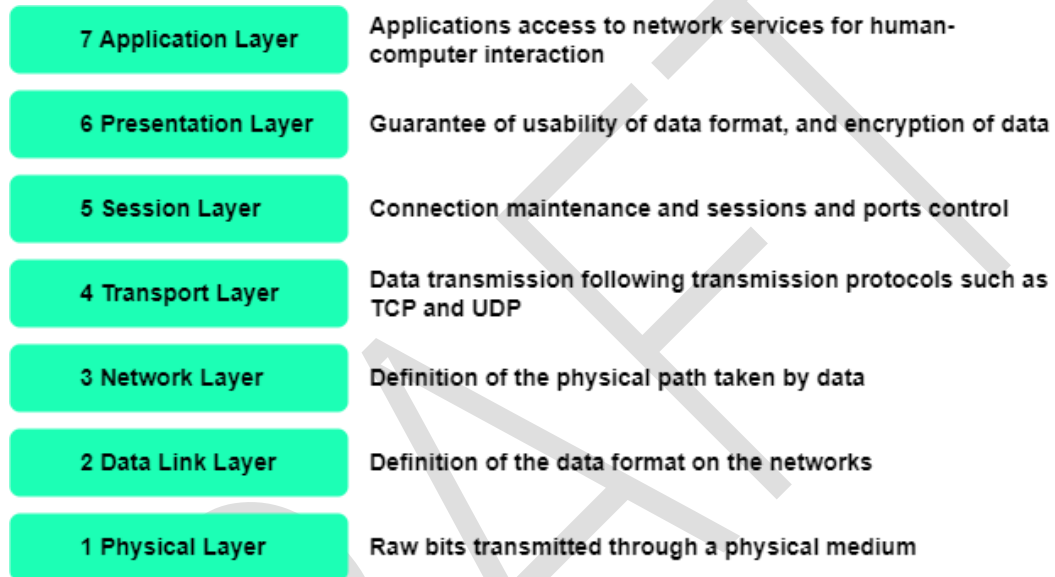 7 Application Layer
Applications access to network services for human-
computer interaction
6 Presentation Layer
Guarantee of usability of data format, and encryption of data
5 Session Layer
Connection maintenance and sessions and ports control
4 Transport Layer
Data transmission following transmission protocols such as
TCP and UDP
3 Network Layer
Definition of the physical path taken by data
2 Data Link Layer
Definition of the data format on the networks
1 Physical Layer
Raw bits transmitted through a physical medium